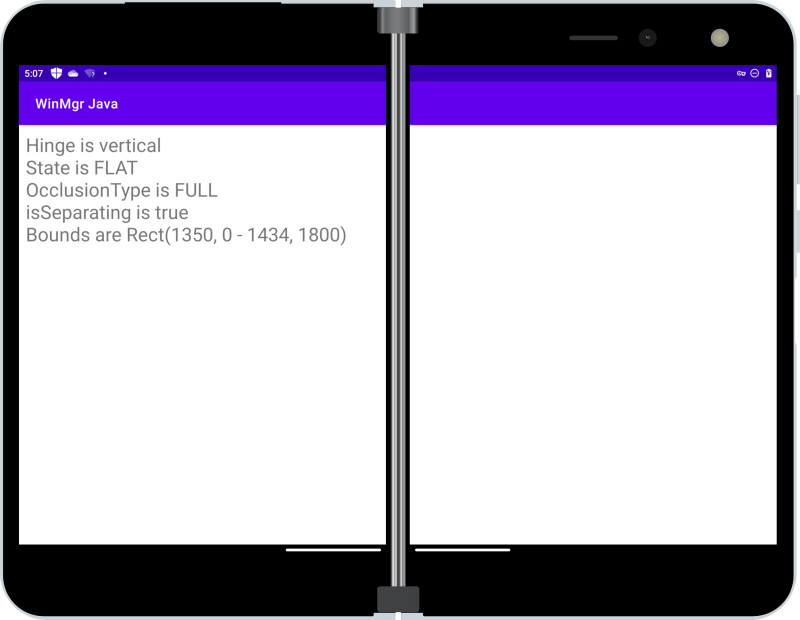 5:07
WinMgr Java
Hinge is vertical
State is FLAT
OcclusionType is FULL
isSeparating is true
Bounds are Rect(1350, 0 - 1434, 1800)